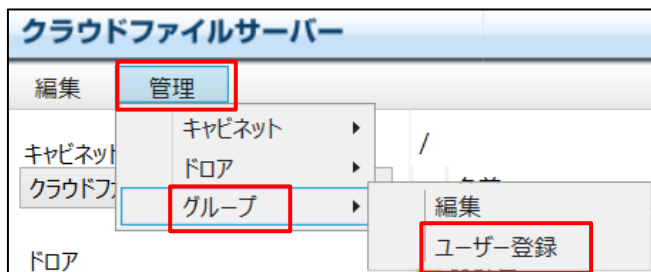 クラウドファイルサーバー
編集 管理
キャビネット
キャビネッ
/
ドロア
クラウドフ
グループ
編集
ユーザー登録
ドロア